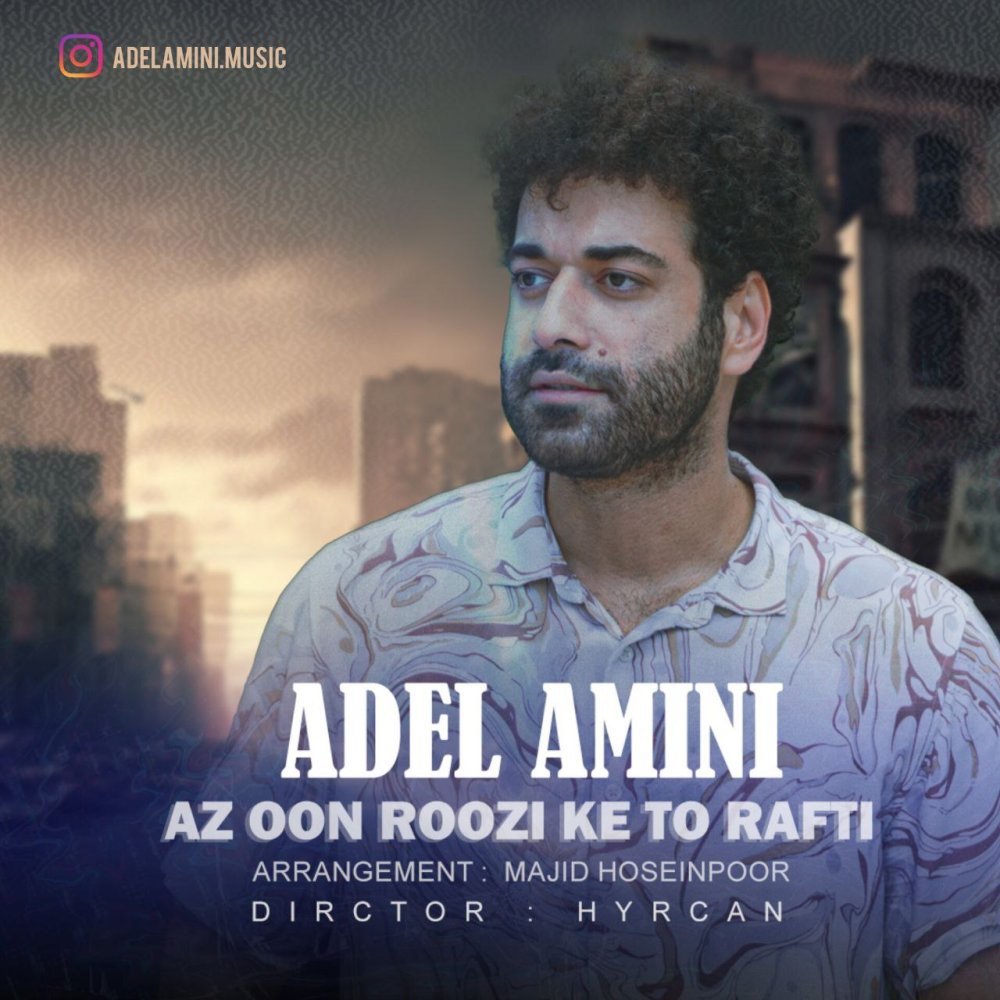 ADELAMINI.MUSIC
ADEL AMINI
AZ OON ROOZI KE TO RAFTI
ARRANGEMENT : MAJID HOSEINPOOR
DIRCTOR : HYRCAN